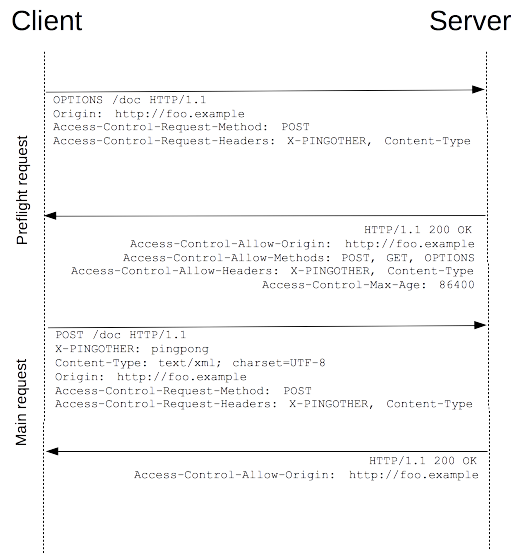 Client
Server
Preflight request
OPTIONS /doc HTTP/1.1
Origin: http://foo.example
Access-Control-Request-Method: POST
Access-Control-Request-Headers: X-PINGOTHER, Content-Type
HTTP/1.1 200 OK
Access-Control-Allow-Origin: http://foo.example
Access-Control-Allow-Methods: POST, GET, OPTIONS
Access-Control-Allow-Headers: X-PINGOTHER, Content-Type
Access-Control-Max-Age: 86400
Main request
POST /doc HTTP/1.1
X-PINGOTHER: pingpong
Content-Type: text/xml; charset=UTF-8
Origin: http://foo.example
Access-Control-Request-Method: POST
Access-Control-Request-Headers: X-PINGOTHER, Content-Type
HTTP/1.1 200 OK
Access-Control-Allow-Origin: http://foo.example